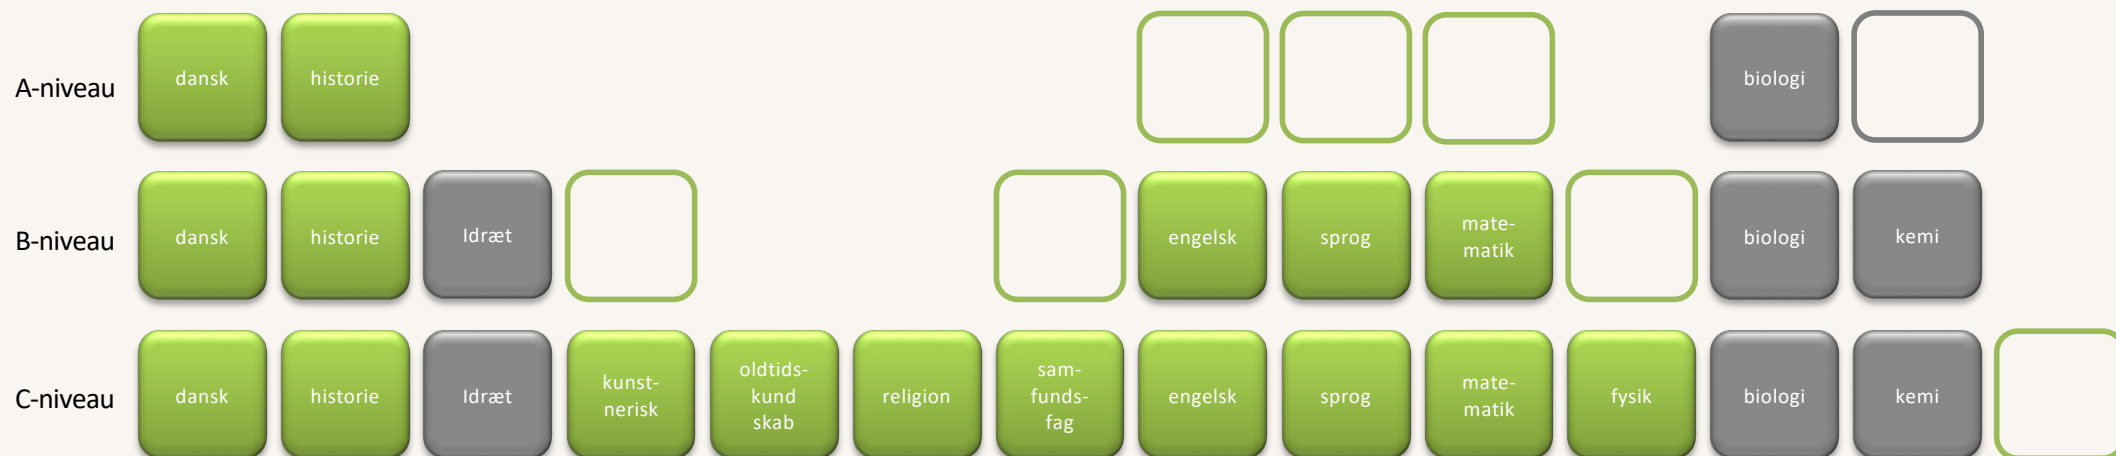 A-niveau
dansk
historie
biologi
B-niveau
dansk
historie
Idræt
engelsk
sprog
mate-
matik
biologi
kemi
C-niveau
dansk
historie
Idræt
kunst-
nerisk
oldtids-
kund
skab
religion
sam-
funds-
fag
engelsk
sprog
mate-
matik
fysik
biologi
kemi